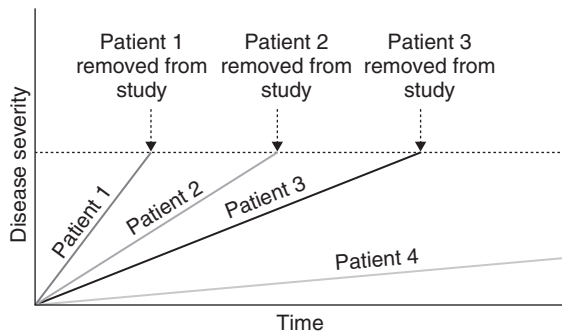 Patient 1
removed from
study
Patient 2
removed from
study
Patient 3
removed from
study
Disease severity
Patient 1
Patient 2
Patient 3
Patient 4
Time